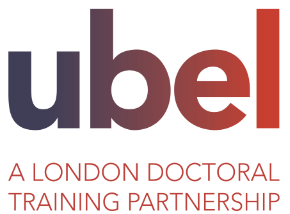 ubel
A LONDON DOCTORAL
TRAINING PARTNERSHIP